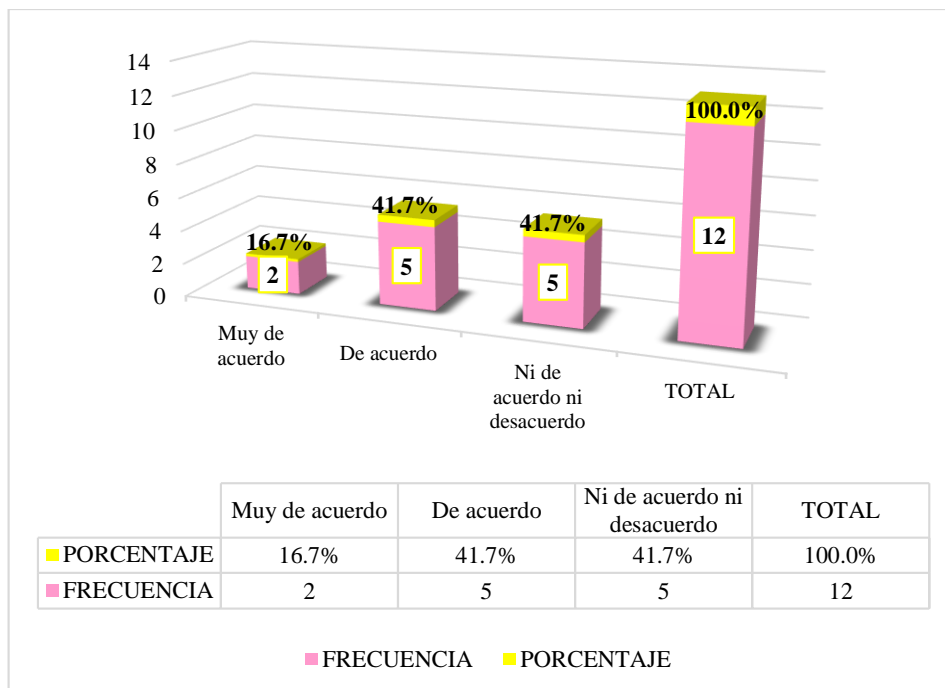 14
12
10
8
6
4
2
0
16.7%
2
41.7%
5
41.7%
5
100.0%
12
Muy de
acuerdo
De acuerdo
Ni de
acuerdo ni
desacuerdo
TOTAL
Muy de acuerdo De acuerdo Ni de acuerdo ni desacuerdo TOTAL
PORCENTAJE 16.7% 41.7% 41.7% 100.0%
FRECUENCIA 2 5 5 12
FRECUENCIA PORCENTAJE